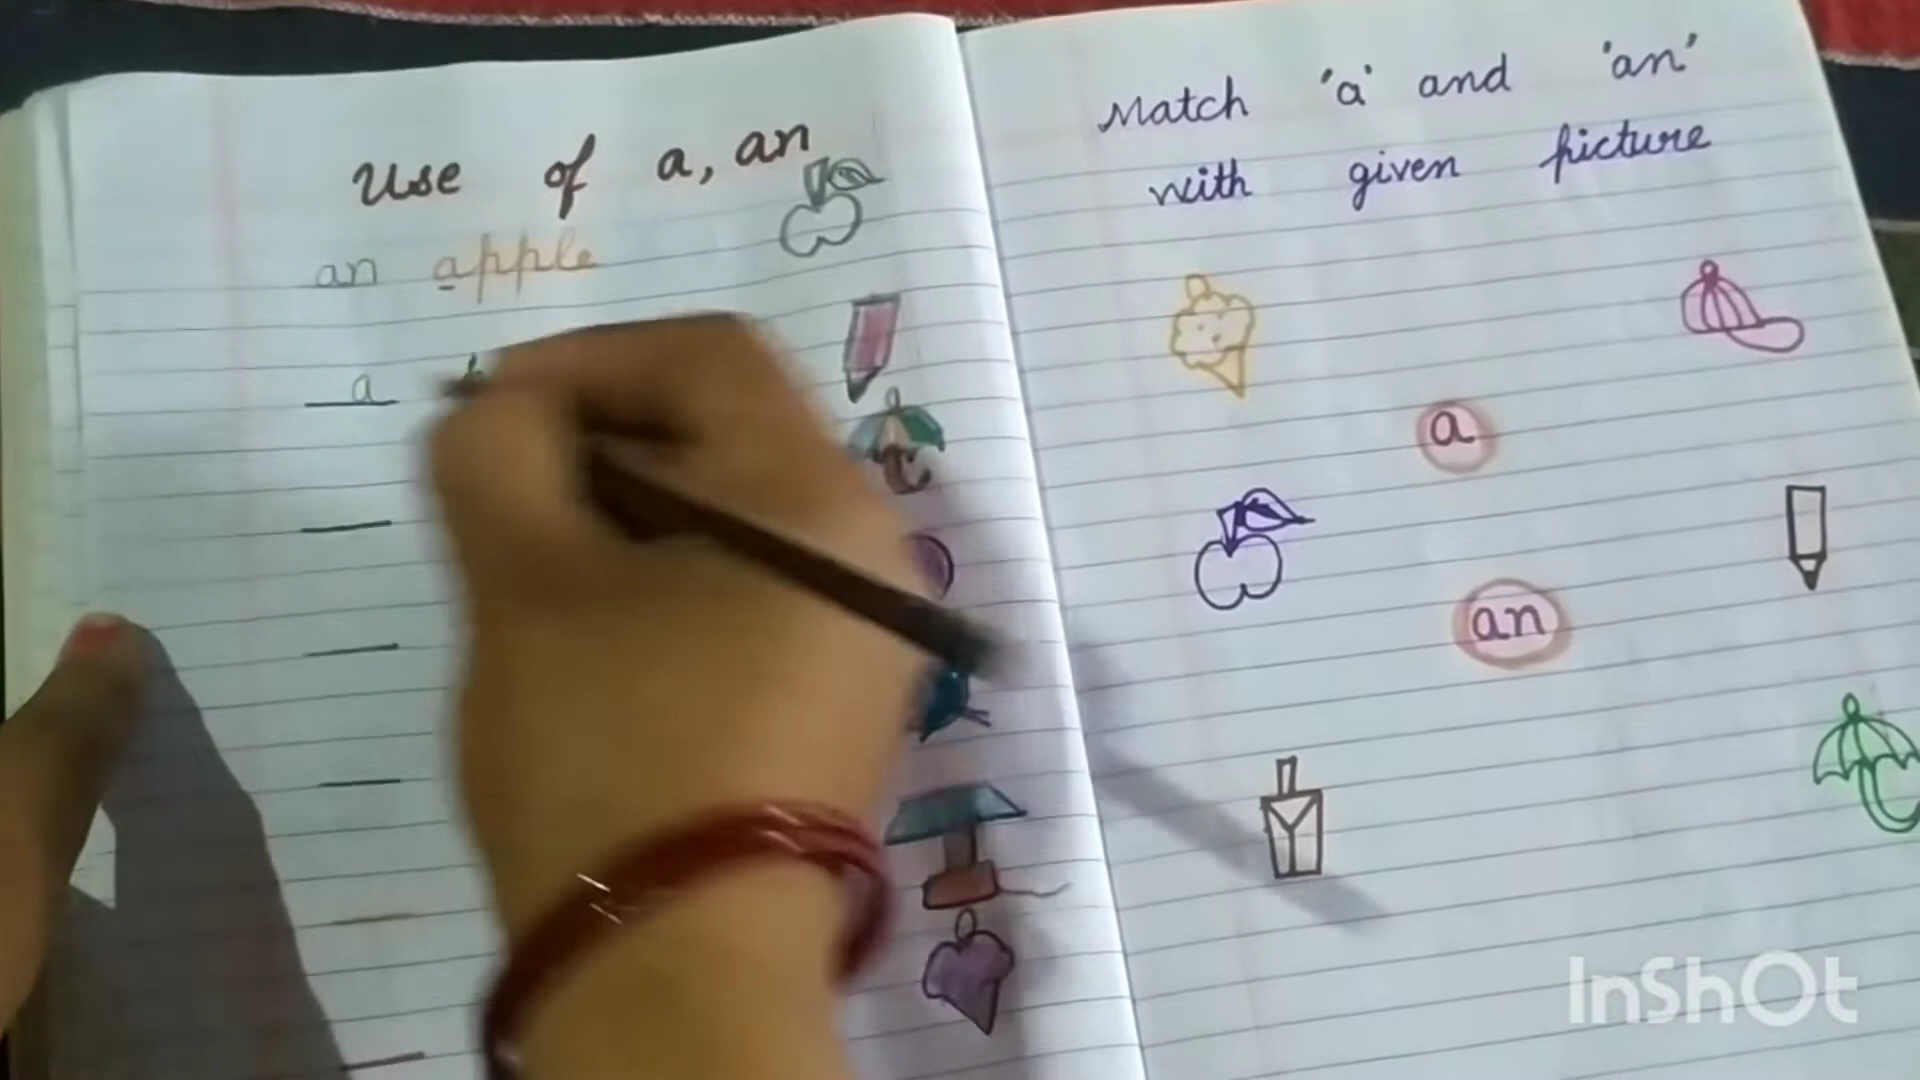 Use of a, an
an apple
a
Match 'a' and 'an'
with given picture
a
an
InShOt